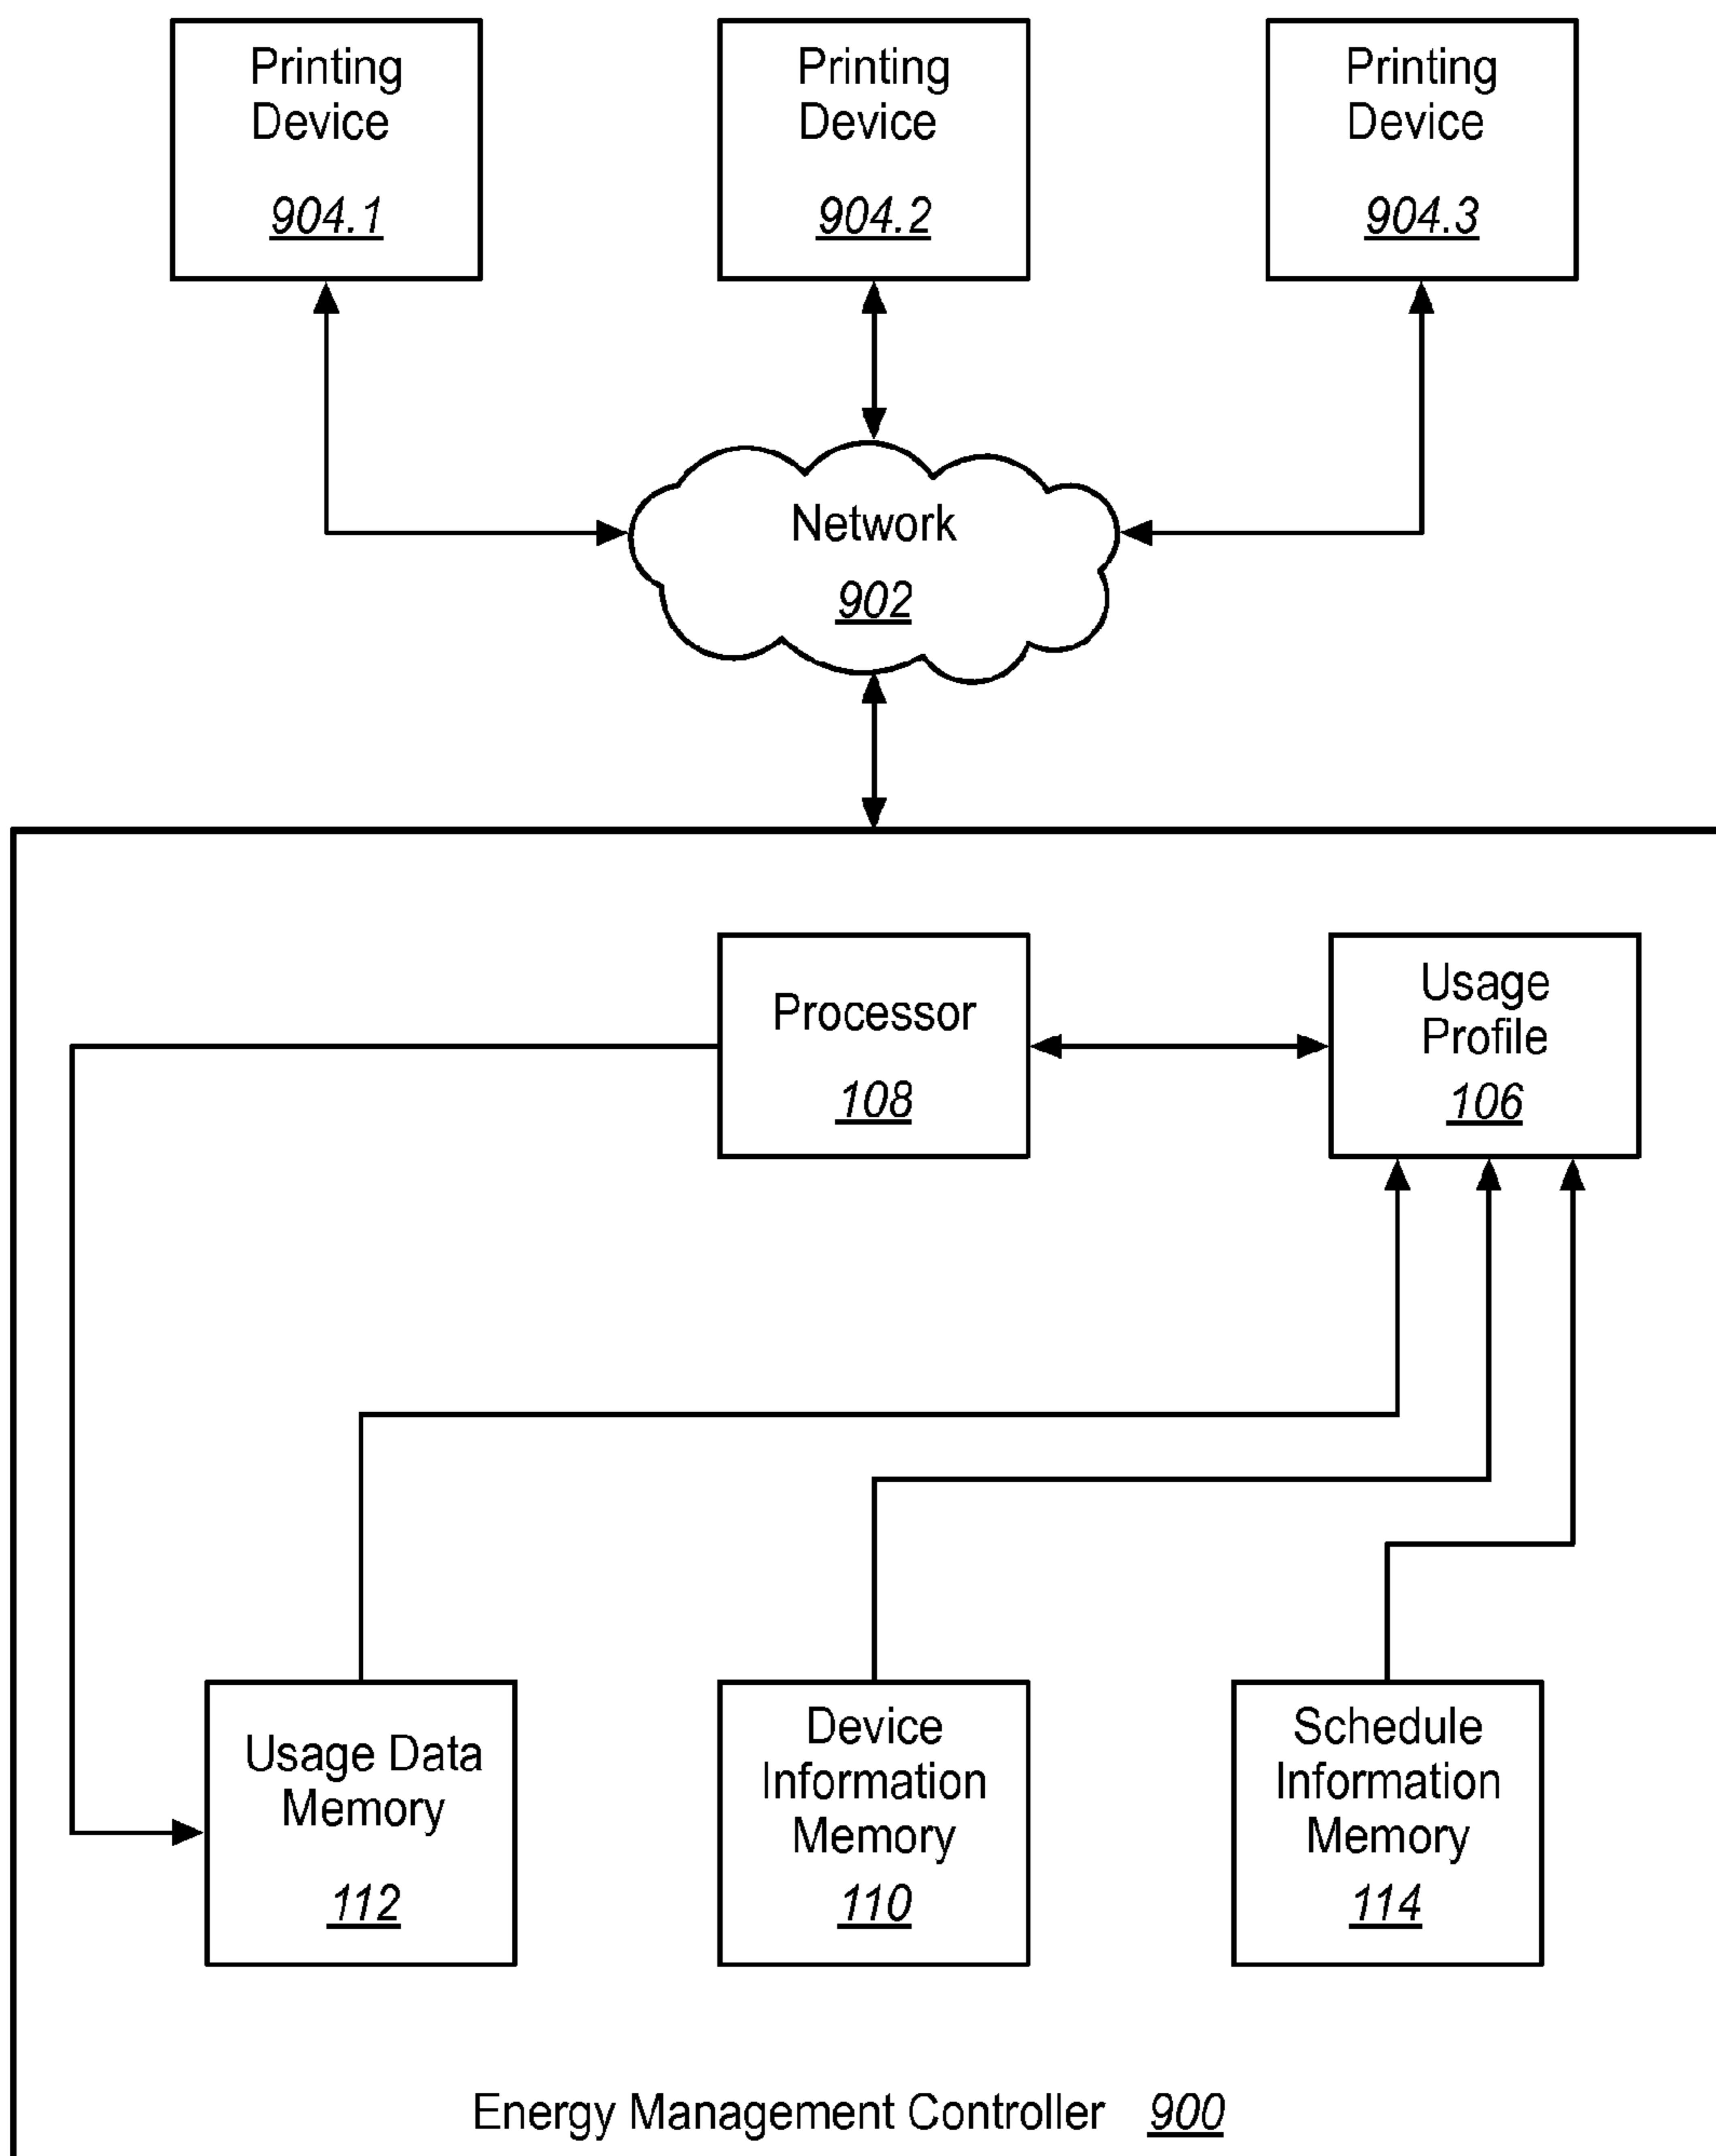 Printing
Device
904.1
Printing
Device
904.2
Printing
Device
904.3
Network
902
Processor
108
Usage
Profile
106
Usage Data
Memory
112
Device
Information
Memory
110
Schedule
Information
Memory
114
Energy Management Controller 900